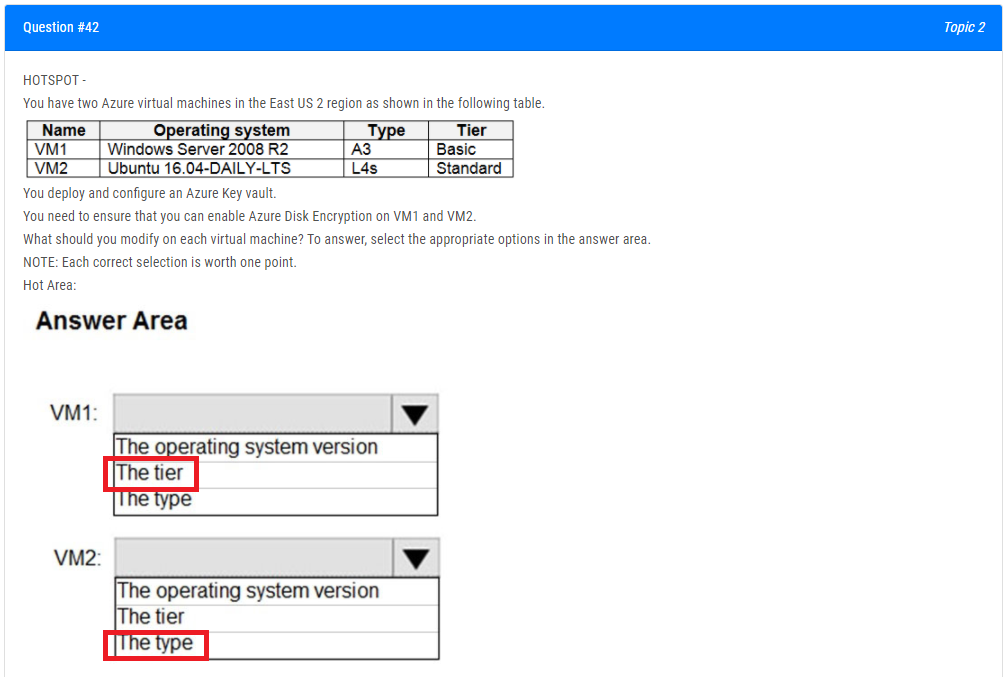 Question #42 Topic 2
HOTSPOT -
You have two Azure virtual machines in the East US 2 region as shown in the following table.
Name Operating system Type Tier
VM1 Windows Server 2008 R2 A3 Basic
VM2 Ubuntu 16.04-DAILY-LTS L4s Standard
You deploy and configure an Azure Key vault.
You need to ensure that you can enable Azure Disk Encryption on VM1 and VM2.
What should you modify on each virtual machine? To answer, select the appropriate options in the answer area.
NOTE: Each correct selection is worth one point.
Hot Area:
Answer Area
VM1:
The operating system version
The tier
The type
VM2:
The operating system version
The tier
The type